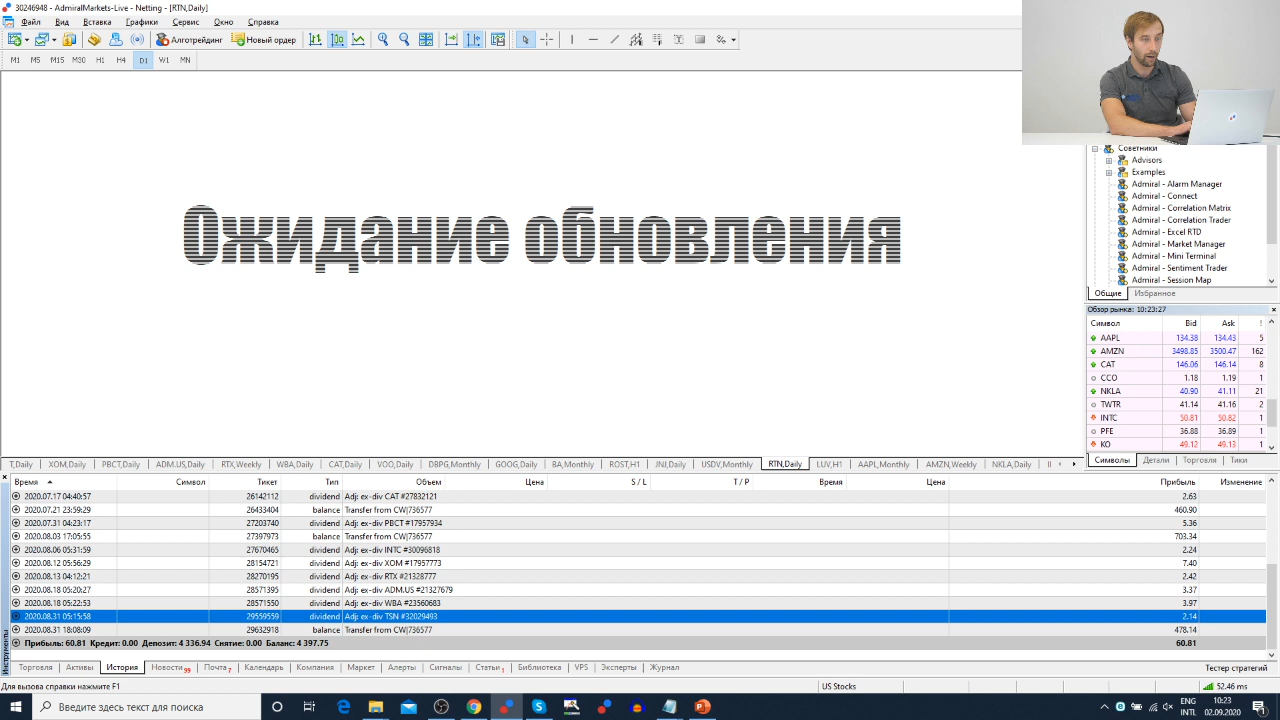 30246948 - AdmiralMarkets-Live - Netting - [RTN,Daily]
Файл Вид Вставка Графики Сервис Окно Справка
Алготрейдинг Новый ордер
M1 M5 M15 M30 H1 H4 D1 W1 MN
Ожидание обновления
Советники
Advisors
Examples
Admiral - Alarm Manager
Admiral - Connect
Admiral - Correlation Matrix
Admiral - Correlation Trader
Admiral - Excel RTD
Admiral - Market Manager
Admiral - Mini Terminal
Admiral - Sentiment Trader
Admiral - Session Map
Общие Избранное
Обзор рынка: 10:23:27
Символ Bid Ask !
AAPL 134.38 134.43 5
AMZN 3498.85 3500.47 162
CAT 146.06 146.14 8
CCO 1.18 1.19 1
NKLA 40.90 41.11 21
TWTR 41.14 41.16 2
INTC 50.81 50.82 1
PFE 36.88 36.89 1
KO 49.12 49.13 1
Символы Детали Торговля Тики
T,Daily XOM,Daily PBCT,Daily ADM.US,Daily RTX,Weekly WBA,Daily CAT,Daily VOO,Daily DBPG,Monthly GOOG,Daily BA,Monthly ROST,H1 JNJ,Daily USDV,Monthly RTN,Daily LUV,H1 AAPL,Monthly AMZN,Weekly NKLA,Daily
Время Символ Тикет Тип Объем Цена S / L T / P Время Цена Прибыль Изменение
2020.07.17 04:40:57 26142112 dividend Adj: ex-div CAT #27832121 2.63
2020.07.21 23:59:29 26433404 balance Transfer from CW|736577 460.90
2020.07.31 04:23:17 27203740 dividend Adj: ex-div PBCT #17957934 5.36
2020.08.03 17:05:55 27397973 balance Transfer from CW|736577 703.34
2020.08.06 05:31:59 27670465 dividend Adj: ex-div INTC #30096818 2.24
2020.08.12 05:56:29 28154721 dividend Adj: ex-div XOM #17957773 7.40
2020.08.13 04:12:21 28270195 dividend Adj: ex-div RTX #21328777 2.42
2020.08.18 05:20:27 28571395 dividend Adj: ex-div ADM.US #21327679 3.37
2020.08.18 05:22:53 28571550 dividend Adj: ex-div WBA #23560683 3.97
2020.08.31 05:15:58 29559559 dividend Adj: ex-div TSN #32029493 2.14
2020.08.31 18:08:09 29632918 balance Transfer from CW|736577 478.14
Прибыль: 60.81 Кредит: 0.00 Депозит: 4 336.94 Снятие: 0.00 Баланс: 4 397.75 60.81
Инструменты
Торговля Активы История Новости 99 Почта 7 Календарь Компания Маркет Алерты Сигналы Статьи 1 Библиотека VPS Эксперты Журнал Тестер стратегий
Для вызова справки нажмите F1 US Stocks 52.46 ms
Введите здесь текст для поиска
ENG
INTL
10:23
02.09.2020
1